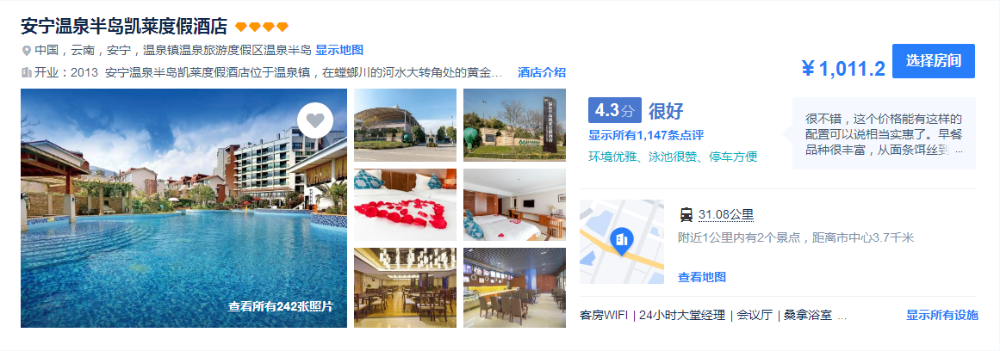 安宁温泉半岛凯莱度假酒店
中国，云南，安宁，温泉镇温泉旅游度假区温泉半岛 显示地图
开业：2013 安宁温泉半岛凯莱度假酒店位于温泉镇，在螳螂川的河水大转角处的黄金... 酒店介绍
¥ 1,011.2 选择房间
查看所有242张照片
4.3分 很好
显示所有1,147条点评
环境优雅、泳池很赞、停车方便
很不错，这个价格能有这样的
配置可以说相当实惠了。早餐
品种很丰富，从面条饵丝到 ...
31.08公里
附近1公里内有2个景点，距离市中心3.7千米
查看地图
客房WIFI | 24小时大堂经理 | 会议厅 | 桑拿浴室 ... 显示所有设施